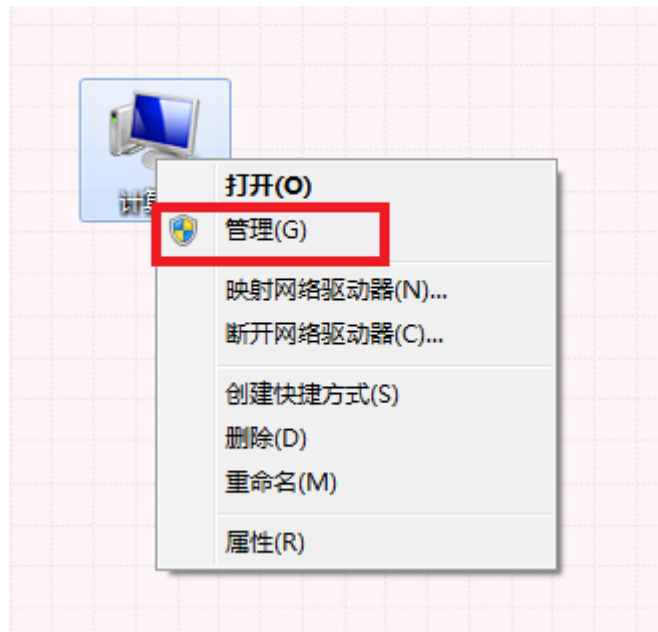 计算
打开(O)
管理(G)
映射网络驱动器(N)...
断开网络驱动器(C)...
创建快捷方式(S)
删除(D)
重命名(M)
属性(R)